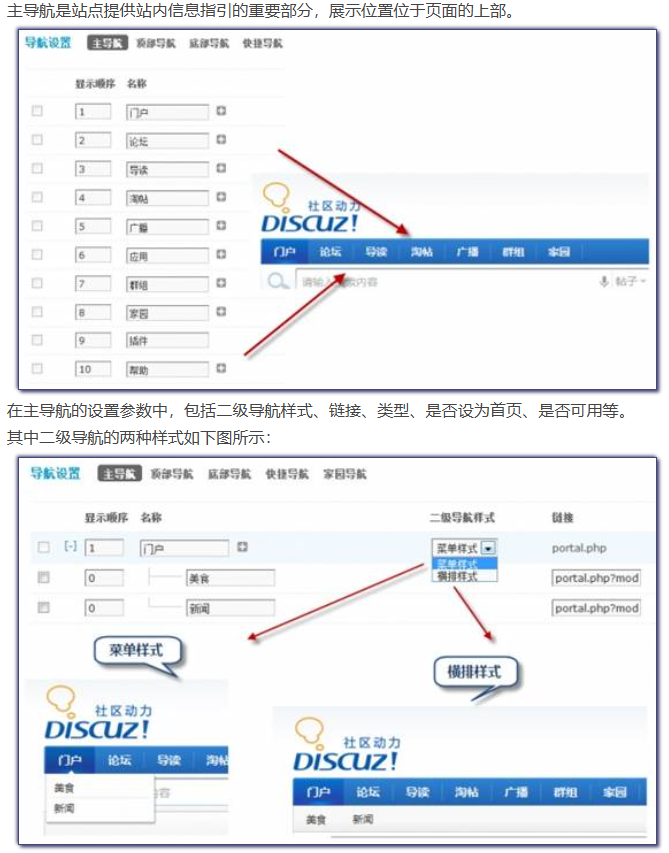 主导航是站点提供站内信息指引的重要部分，展示位置位于页面的上部。
导航设置 主导航 顶部导航 底部导航 快捷导航
显示顺序 名称
1 门户
2 论坛
3 导读
4 淘帖
5 广播
6 应用
7 群组
8 家园
9 插件
10 帮助
社区动力
DISCUZ!
门户 论坛 导读 淘帖 广播 群组 家园
请输入 索内容 帖子
在主导航的设置参数中，包括二级导航样式、链接、类型、是否设为首页、是否可用等。
其中二级导航的两种样式如下图所示：
导航设置 主导航 顶部导航 底部导航 快捷导航 家园导航
显示顺序 名称 二级导航样式 链接
[-] 1 门户 菜单样式 portal.php
菜单样式
横排样式
0 美食 portal.php?mod
0 新闻 portal.php?mod
菜单样式
横排样式
社区动力
DISCUZ!
门户 论坛 导读 淘帖
美食 内容
新闻
社区动力
DISCUZ!
门户 论坛 导读 淘帖 广播 群组 家园
美食 新闻